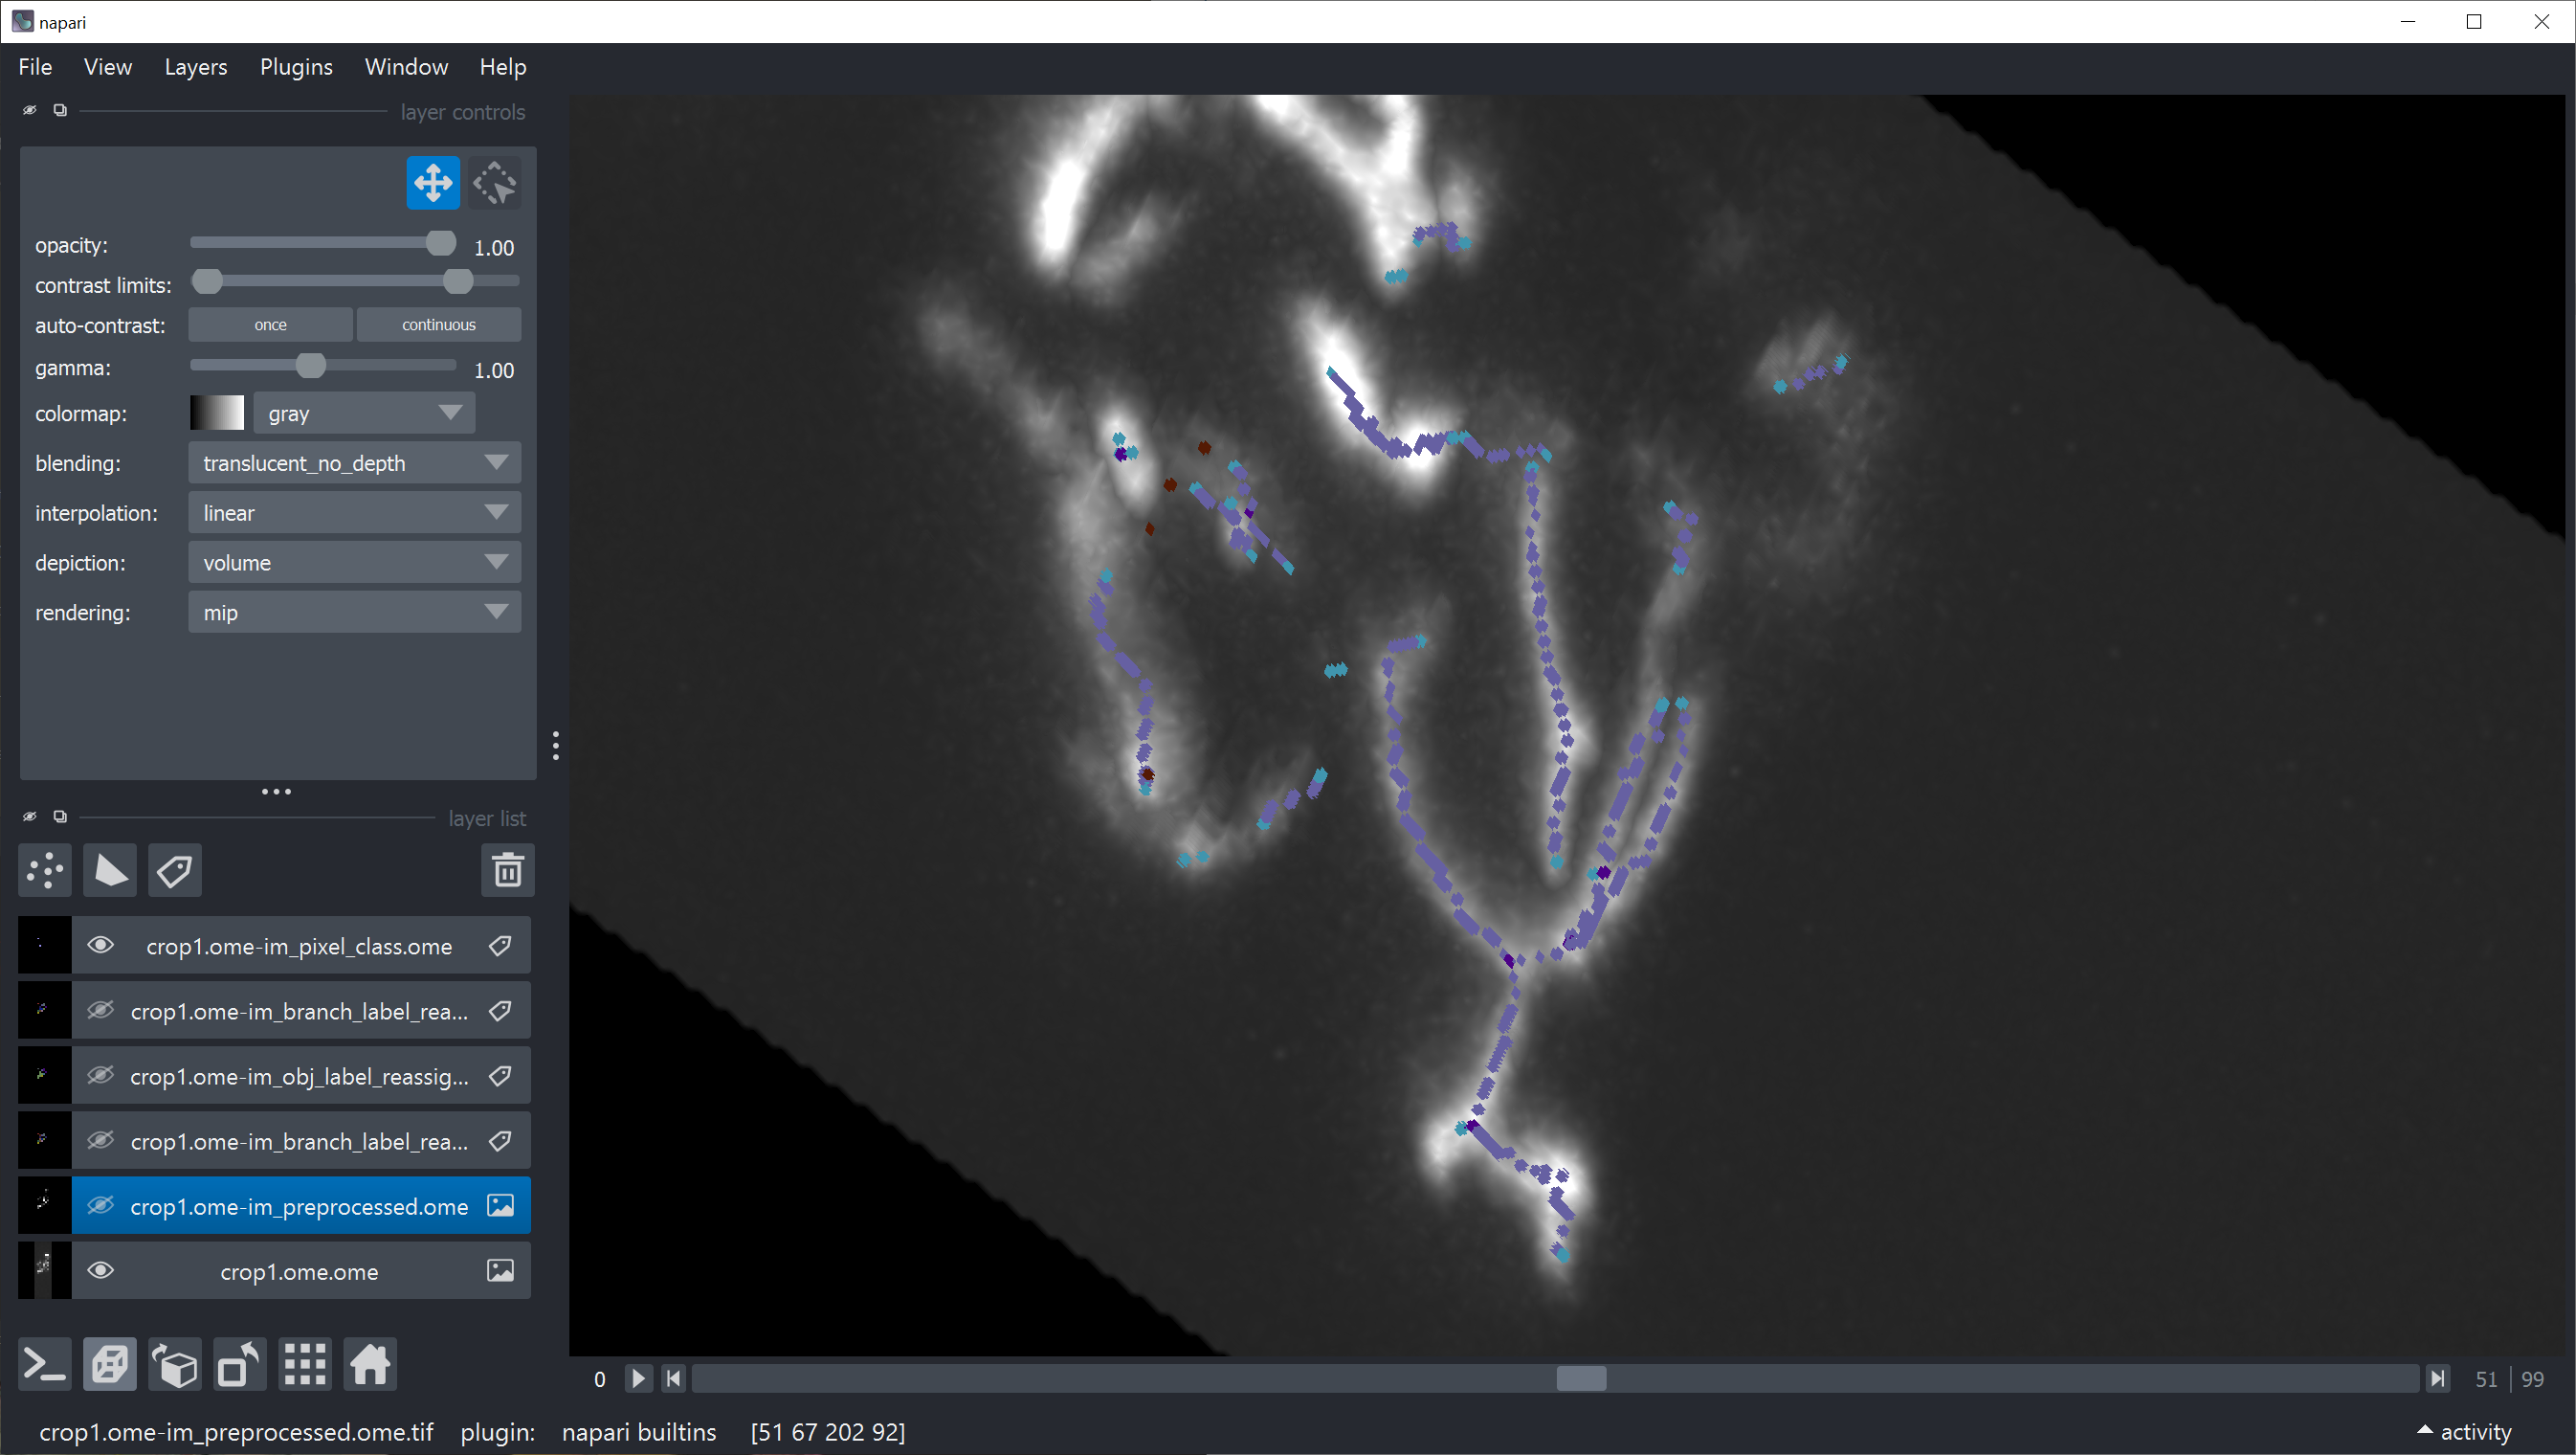 napari
File View Layers Plugins Window Help
layer controls
opacity: 1.00
contrast limits:
auto-contrast: once continuous
gamma: 1.00
colormap: gray
blending: translucent_no_depth
interpolation: linear
depiction: volume
rendering: mip
layer list
crop1.ome-im_pixel_class.ome
crop1.ome-im_branch_label_rea...
crop1.ome-im_obj_label_reassig...
crop1.ome-im_branch_label_rea...
crop1.ome-im_preprocessed.ome
crop1.ome.ome
0 51 99
crop1.ome-im_preprocessed.ome.tif plugin: napari builtins [51 67 202 92] activity